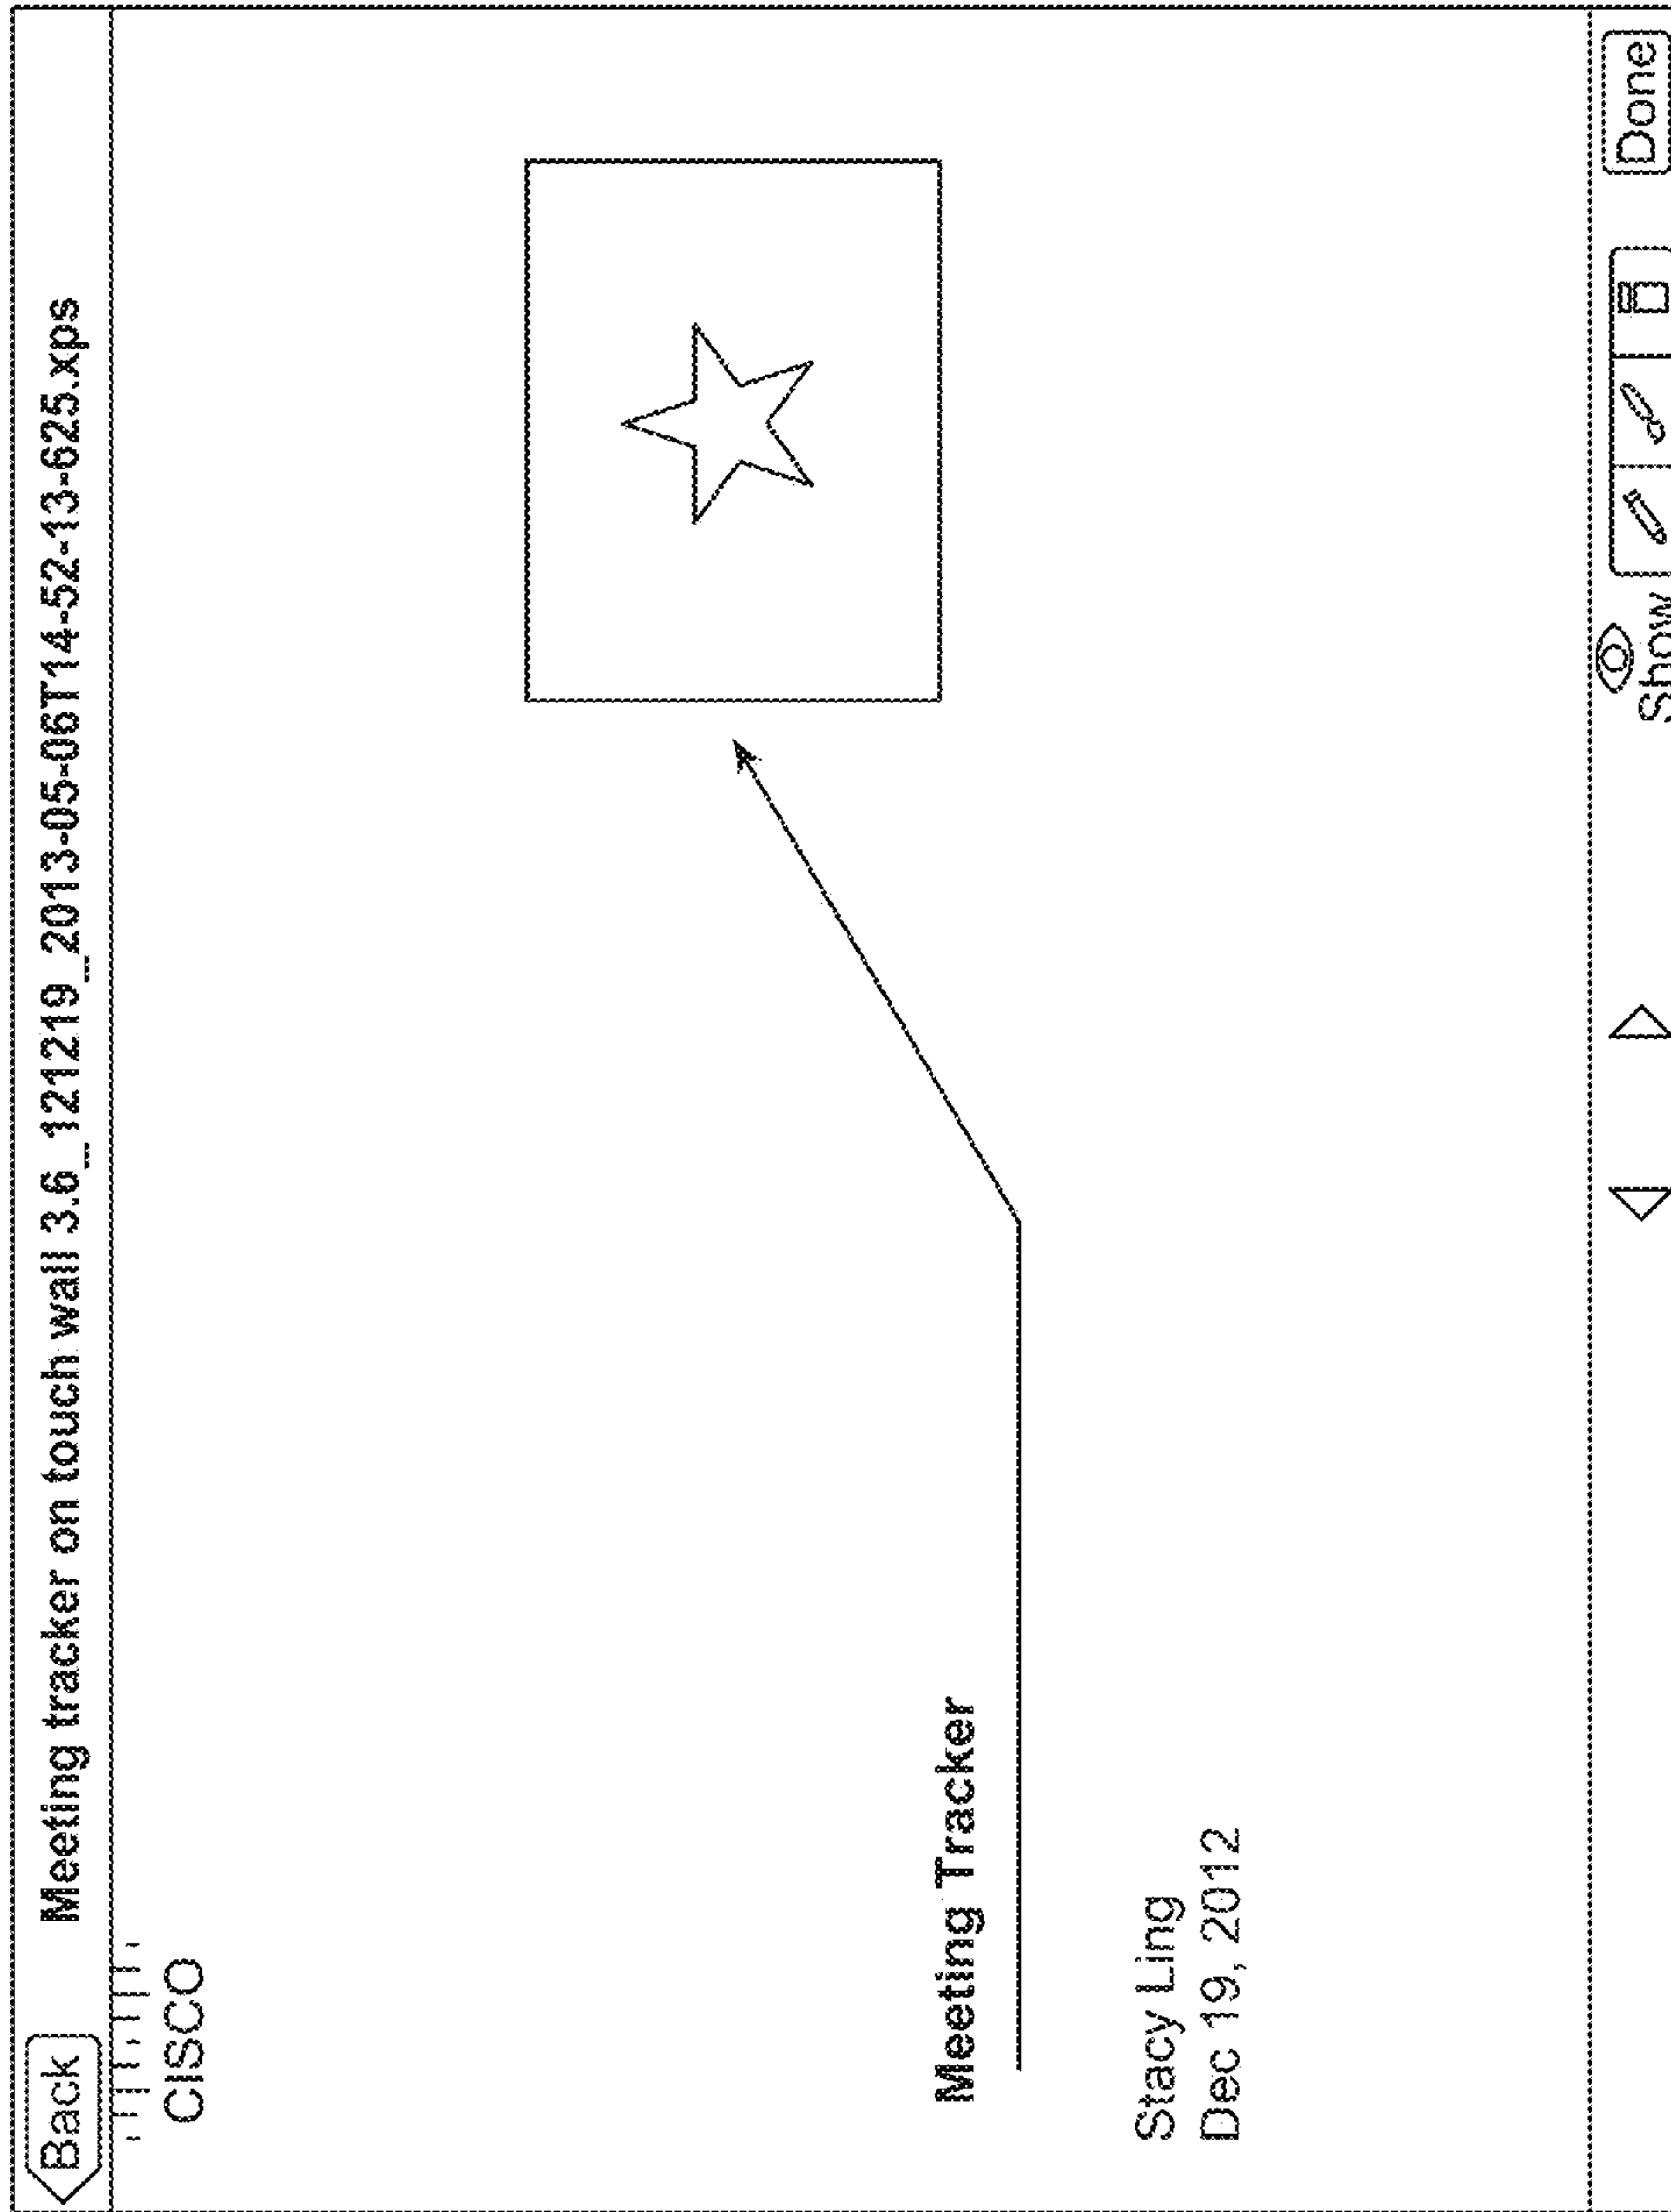 Back
Meeting tracker on touch wall 3.6_121219_2013-05-06T14-52-13-625.xps
CISCO
Meeting Tracker
Stacy Ling
Dec 19, 2012
Show
Done